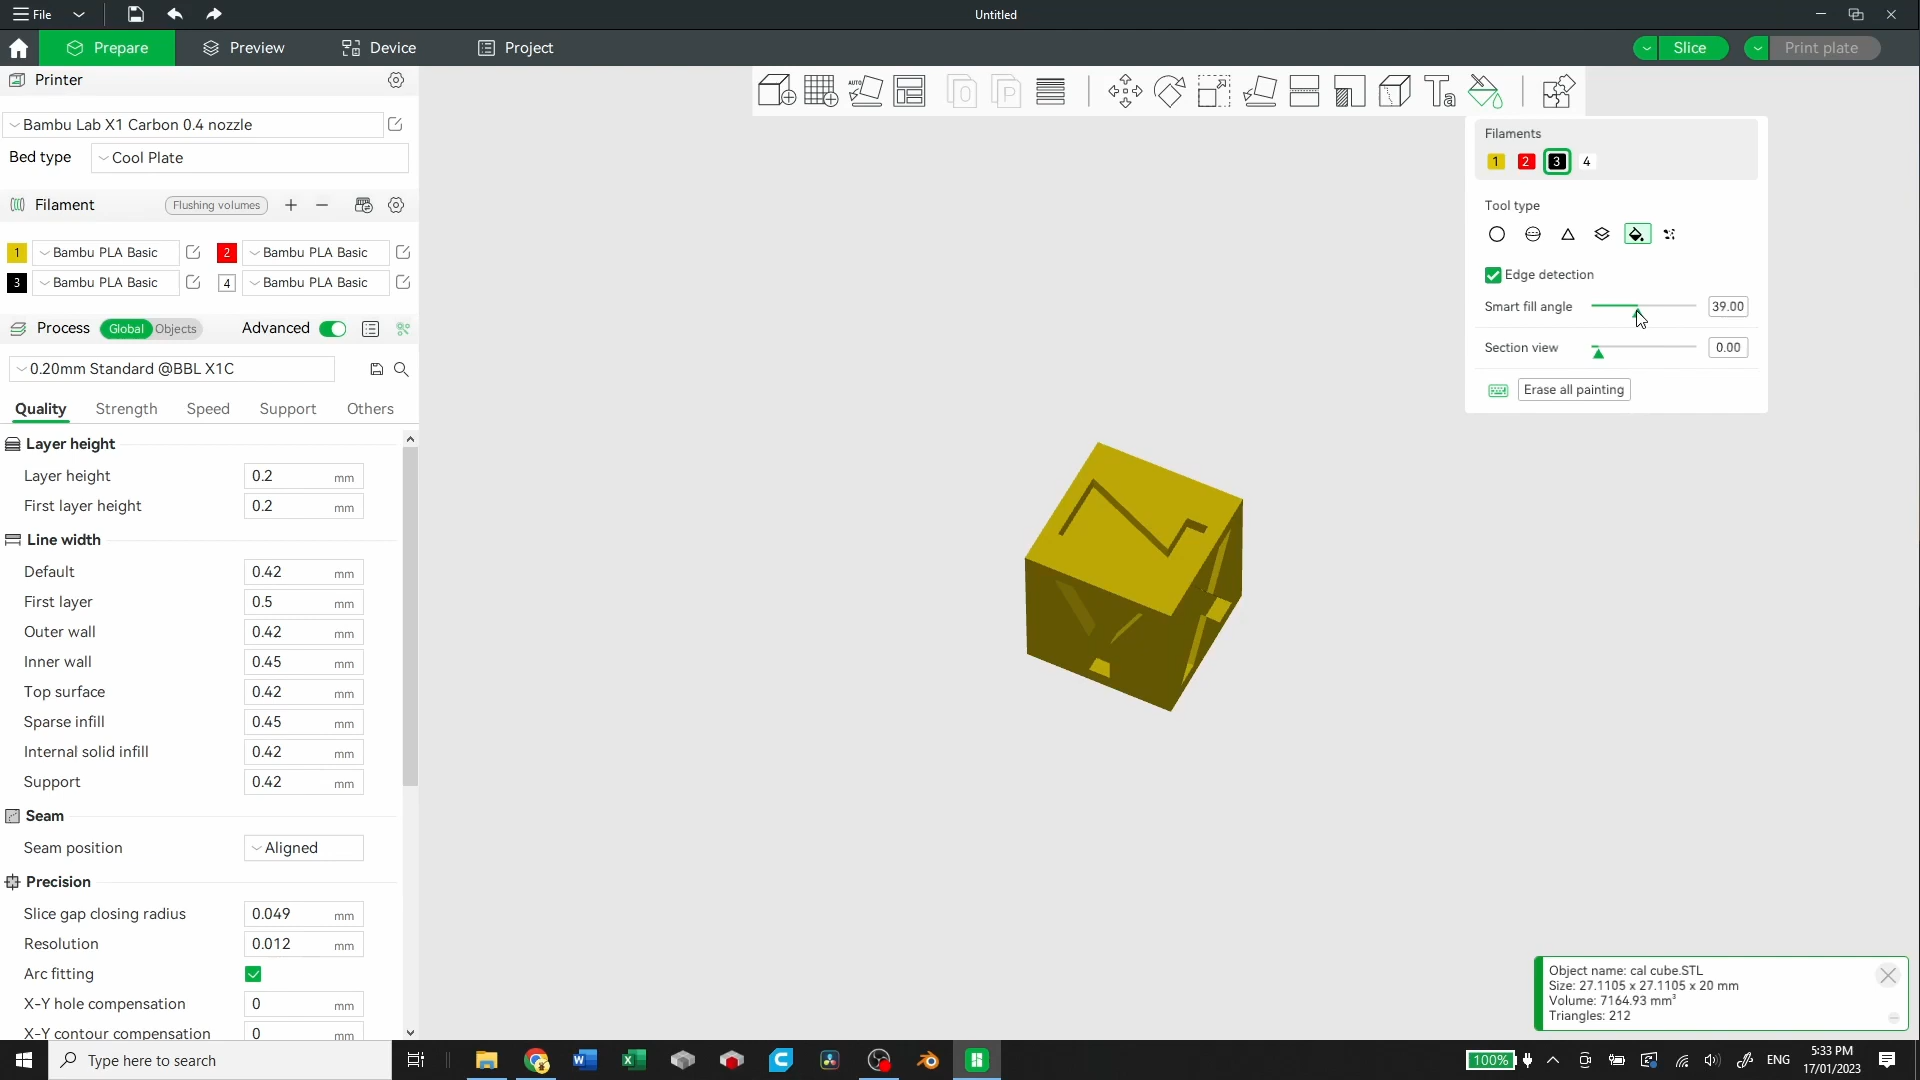 File
Untitled
Prepare
Preview
Device
Project
Slice
Print plate
Printer
Bambu Lab X1 Carbon 0.4 nozzle
Bed type
Cool Plate
Filament
Flushing volumes
1 Bambu PLA Basic
2 Bambu PLA Basic
3 Bambu PLA Basic
4 Bambu PLA Basic
Process
Global
Objects
Advanced
0.20mm Standard @BBL X1C
Quality
Strength
Speed
Support
Others
Layer height
Layer height 0.2 mm
First layer height 0.2 mm
Line width
Default 0.42 mm
First layer 0.5 mm
Outer wall 0.42 mm
Inner wall 0.45 mm
Top surface 0.42 mm
Sparse infill 0.45 mm
Internal solid infill 0.42 mm
Support 0.42 mm
Seam
Seam position Aligned
Precision
Slice gap closing radius 0.049 mm
Resolution 0.012 mm
Arc fitting
X-Y hole compensation 0 mm
X-Y contour compensation 0 mm
AUTO
0
P
Ta
Filaments
1 2 3 4
Tool type
Edge detection
Smart fill angle 39.00
Section view 0.00
Erase all painting
Z
Y
X
Object name: cal cube.STL
Size: 27.1105 x 27.1105 x 20 mm
Volume: 7164.93 mm³
Triangles: 212
Type here to search
100%
ENG
5:33 PM
17/01/2023